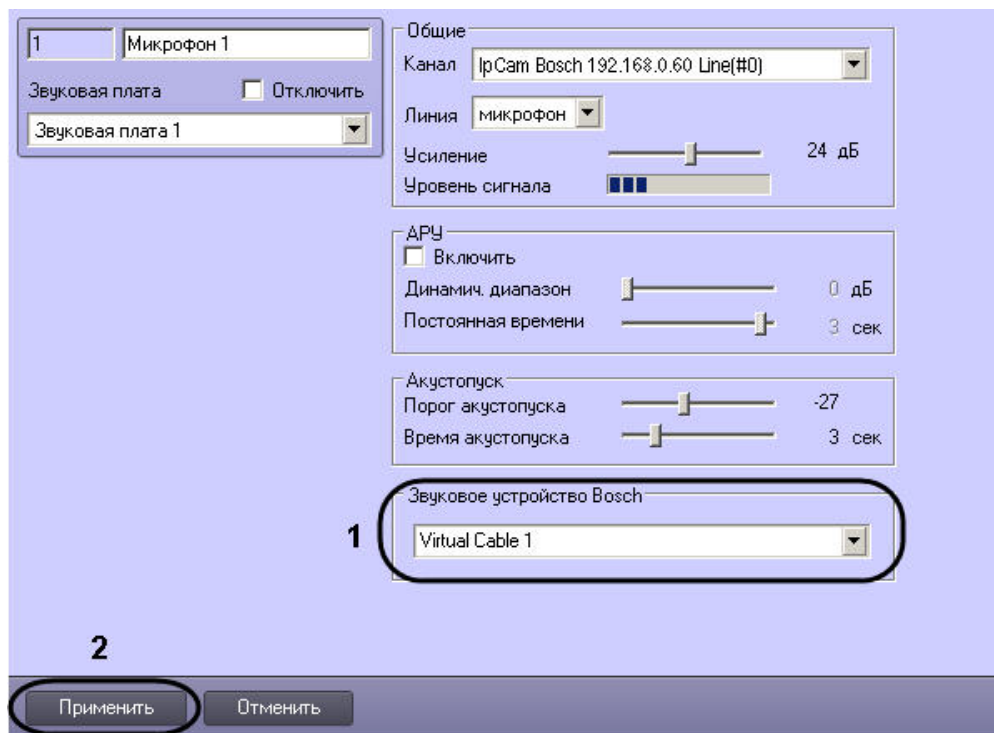 1 Микрофон 1
Звуковая плата Отключить
Звуковая плата 1
Общие
Канал IpCam Bosch 192.168.0.60 Line(#0)
Линия микрофон
Усиление 24 дБ
Уровень сигнала
АРУ
Включить
Динамич. диапазон 0 дБ
Постоянная времени 3 сек
Акустопуск
Порог акустопуска -27
Время акустопуска 3 сек
Звуковое устройство Bosch
1 Virtual Cable 1
2
Применить Отменить